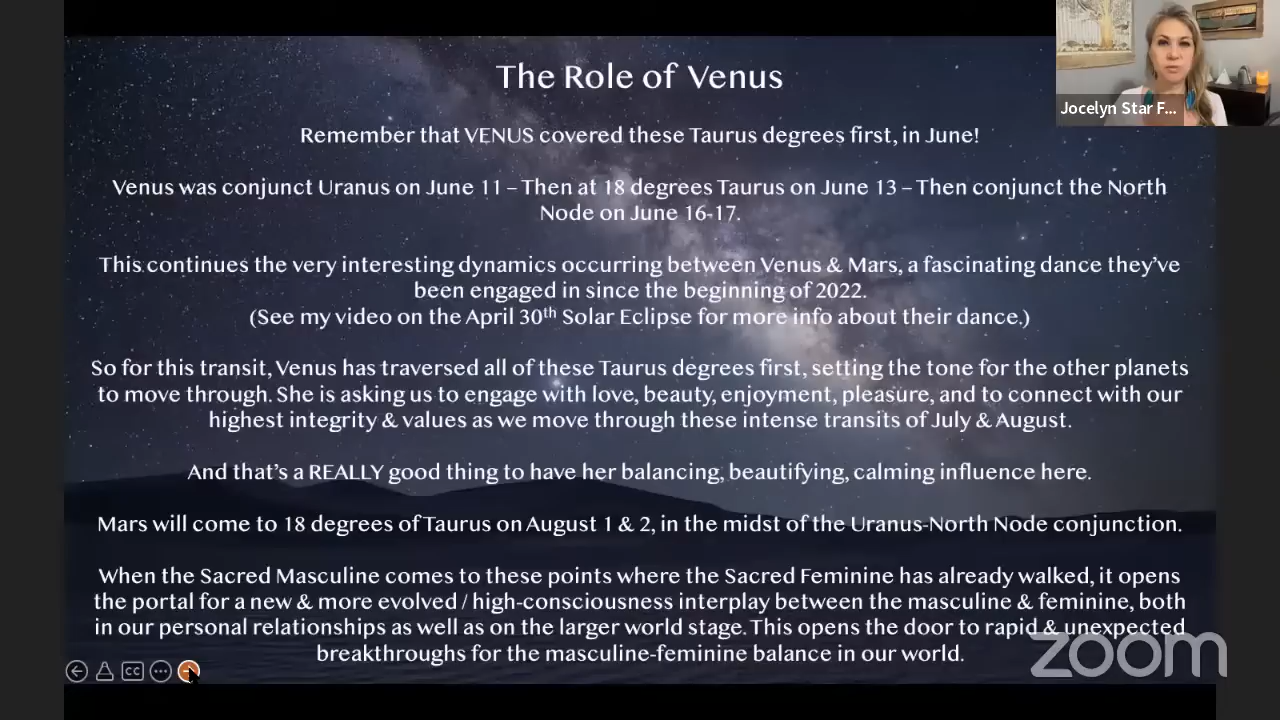 The Role of Venus
Jocelyn Star F...
Remember that VENUS covered these Taurus degrees first, in June!
Venus was conjunct Uranus on June 11 – Then at 18 degrees Taurus on June 13 – Then conjunct the North
Node on June 16-17.
This continues the very interesting dynamics occurring between Venus & Mars, a fascinating dance they’ve
been engaged in since the beginning of 2022.
(See my video on the April 30th Solar Eclipse for more info about their dance.)
So for this transit, Venus has traversed all of these Taurus degrees first, setting the tone for the other planets
to move through. She is asking us to engage with love, beauty, enjoyment, pleasure, and to connect with our
highest integrity & values as we move through these intense transits of July & August.
And that’s a REALLY good thing to have her balancing, beautifying, calming influence here.
Mars will come to 18 degrees of Taurus on August 1 & 2, in the midst of the Uranus-North Node conjunction.
When the Sacred Masculine comes to these points where the Sacred Feminine has already walked, it opens
the portal for a new & more evolved / high-consciousness interplay between the masculine & feminine, both
in our personal relationships as well as on the larger world stage. This opens the door to rapid & unexpected
breakthroughs for the masculine-feminine balance in our world.
CC
zoom